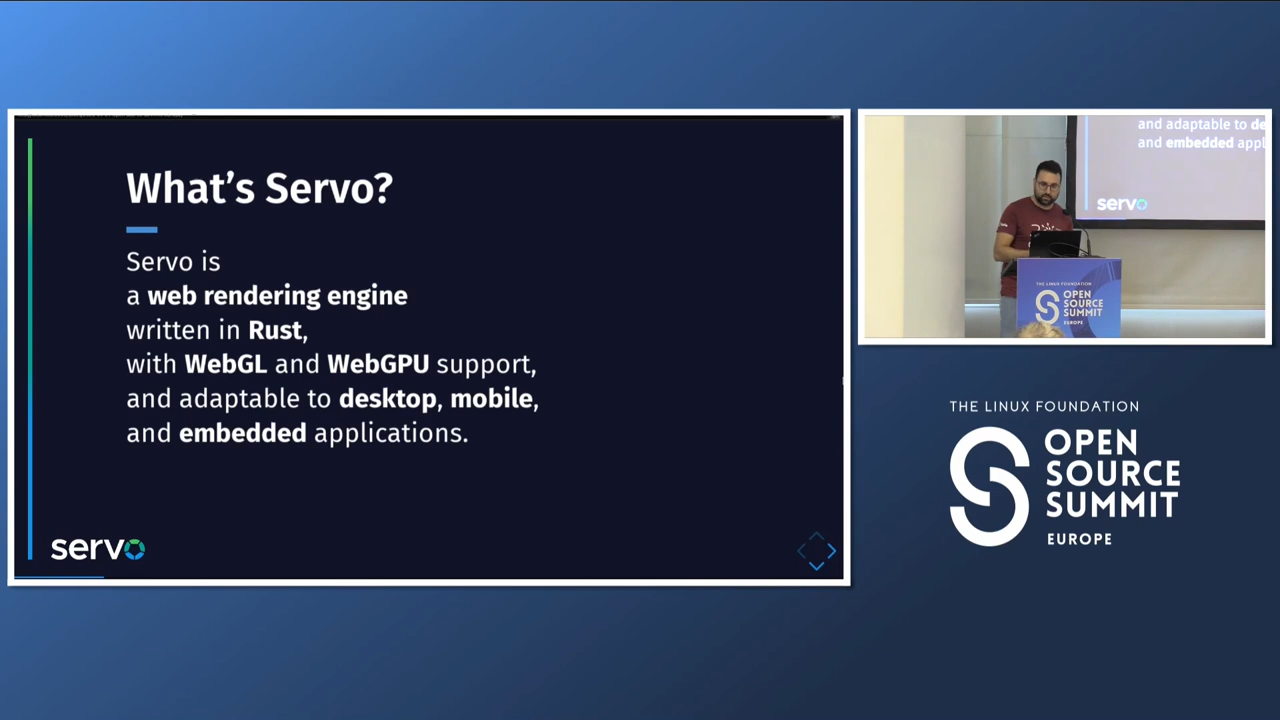 What's Servo?
Servo is
a web rendering engine
written in Rust,
with WebGL and WebGPU support,
and adaptable to desktop, mobile,
and embedded applications.
servo
and adaptable to de
and embedded appl
servo
THE LINUX FOUNDATION
OPEN
SOURCE
SUMMIT
EUROPE
THE LINUX FOUNDATION
OPEN
SOURCE
SUMMIT
EUROPE